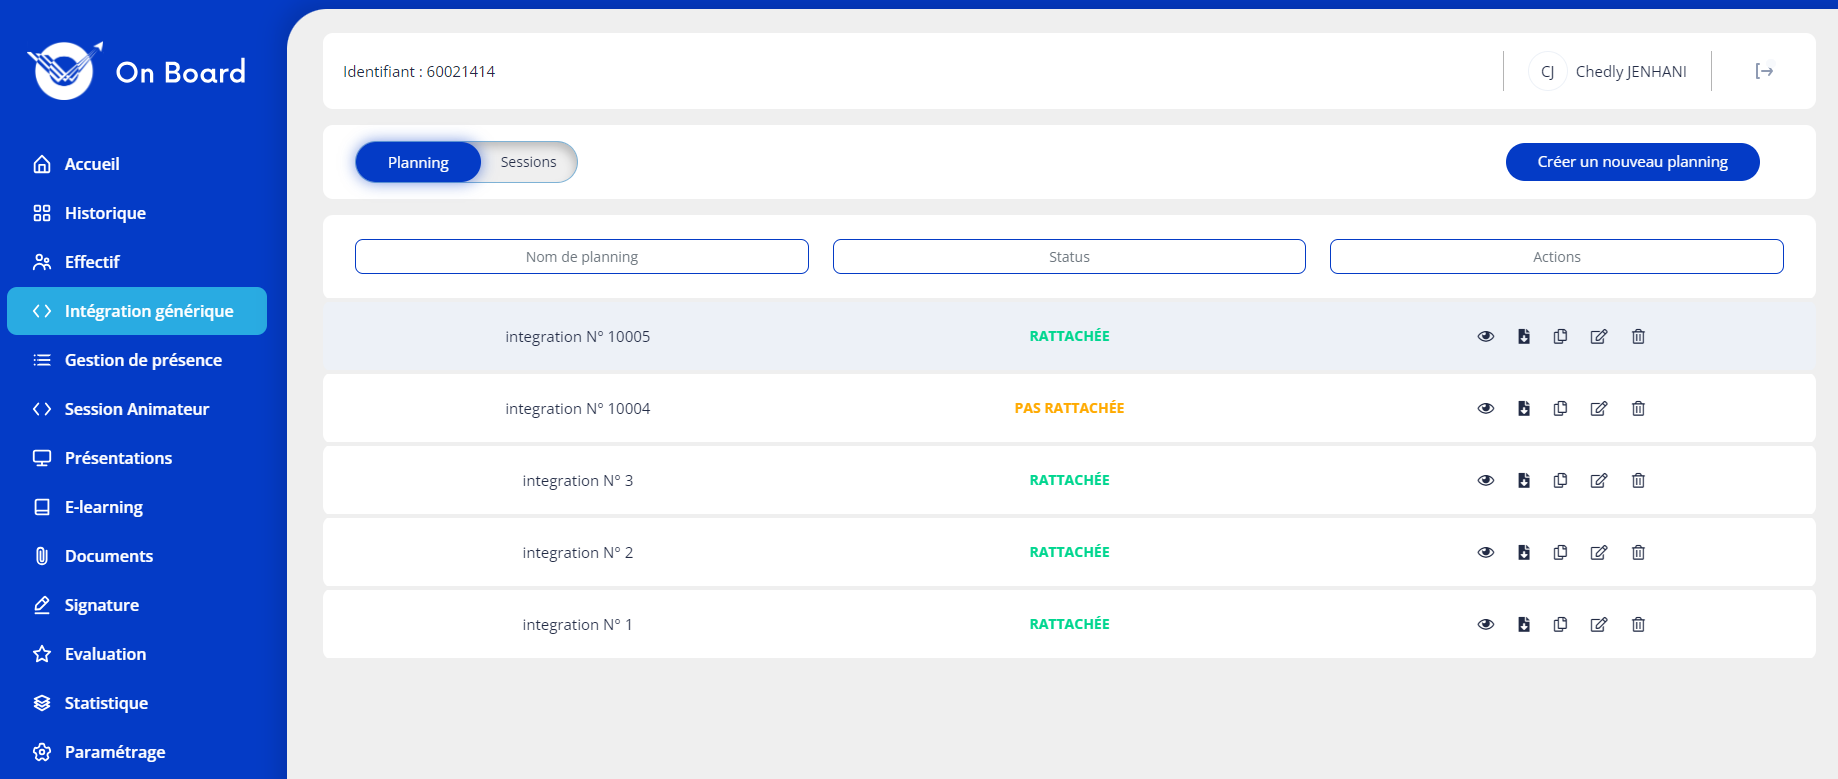 On Board
Accueil
Historique
Effectif
Intégration générique
Gestion de présence
Session Animateur
Présentations
E-learning
Documents
Signature
Evaluation
Statistique
Paramétrage
Identifiant : 60021414
CJ Chedly JENHANI
Planning Sessions
Créer un nouveau planning
Nom de planning Status Actions
integration N° 10005 RATTACHÉE
integration N° 10004 PAS RATTACHÉE
integration N° 3 RATTACHÉE
integration N° 2 RATTACHÉE
integration N° 1 RATTACHÉE